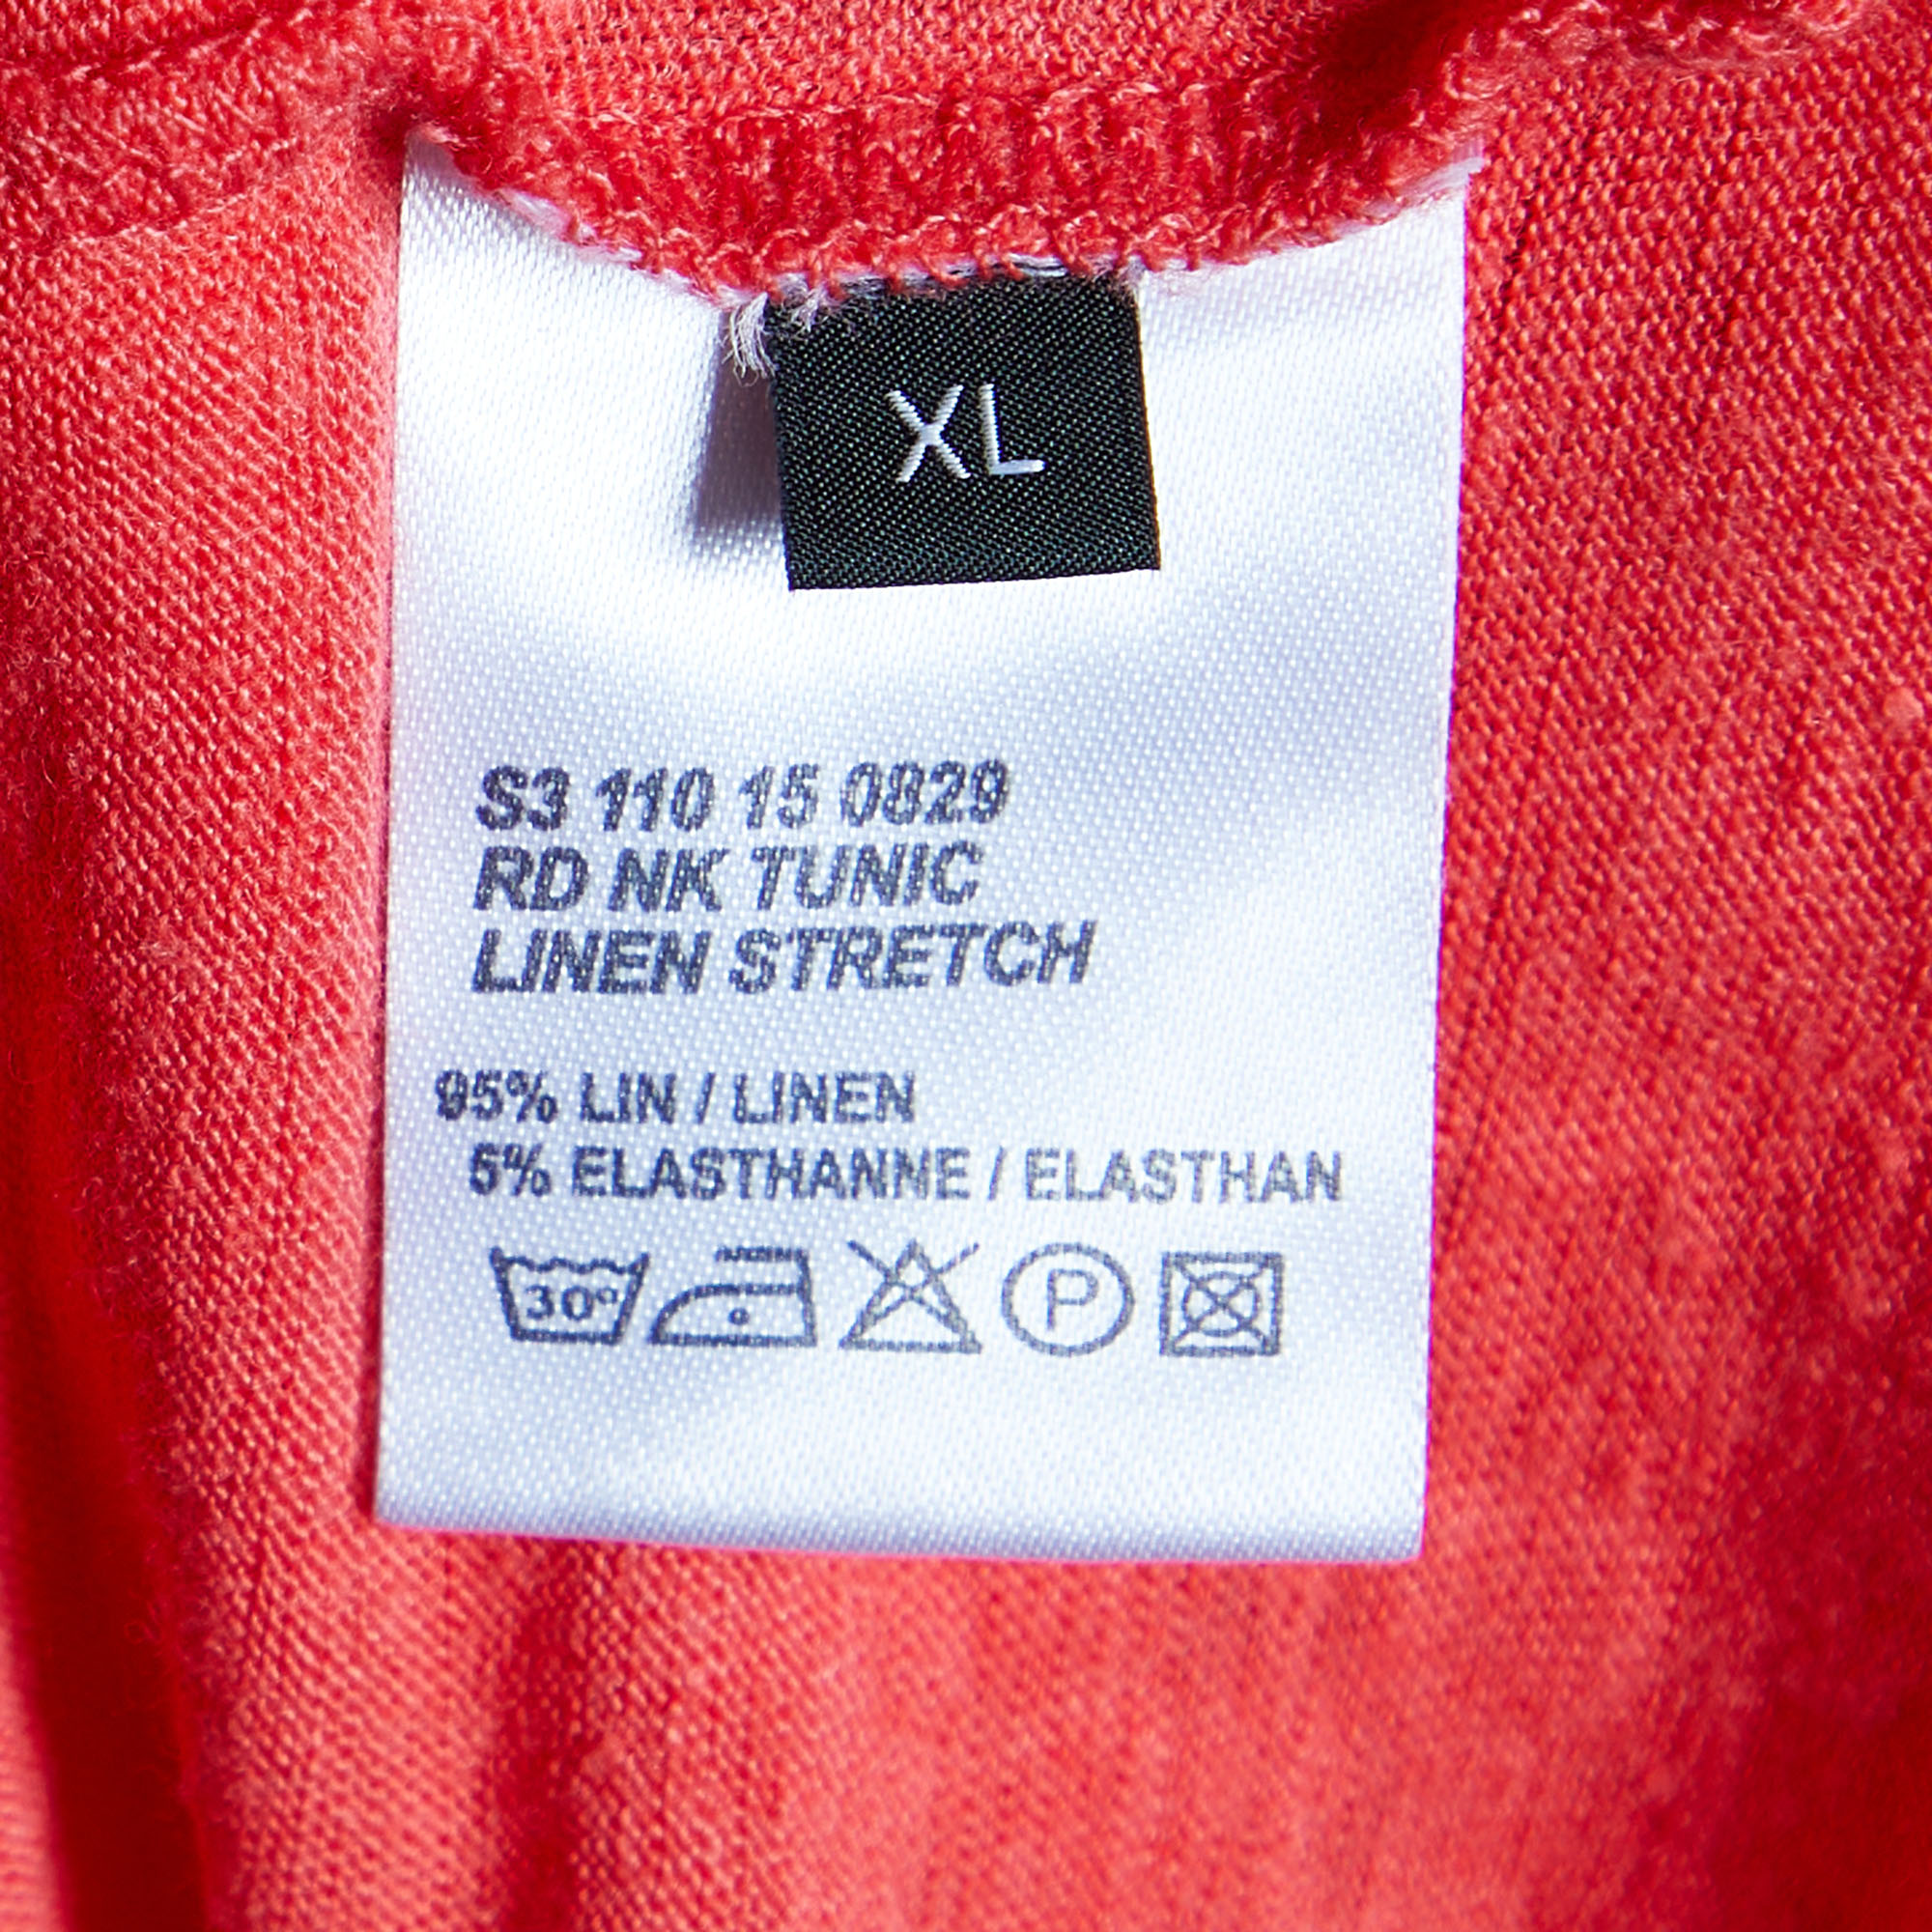 XL
S3 110 15 0829
RD NK TUNIC
LINEN STRETCH
95% LIN / LINEN
5% ELASTHANNE / ELASTHAN
30° P